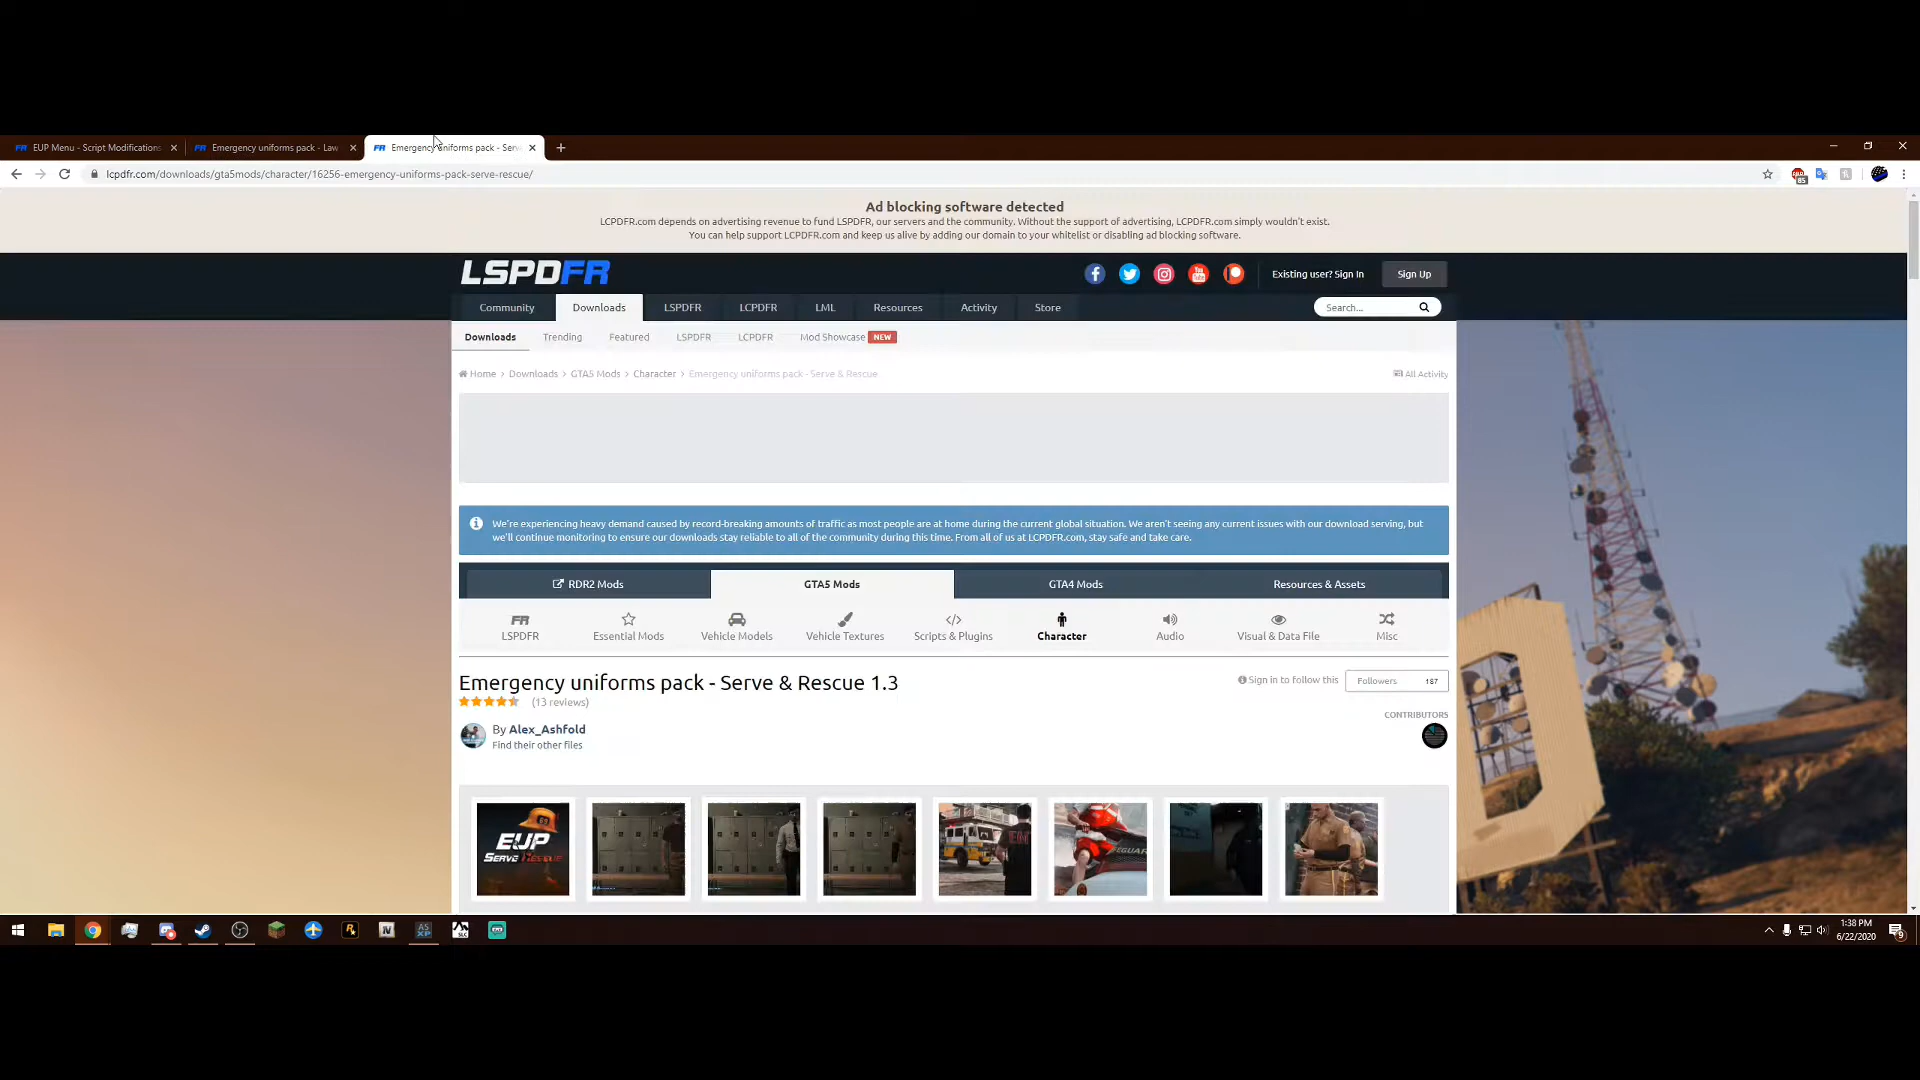 EUP Menu - Script Modifications
Emergency uniforms pack - Law
Emergency uniforms pack - Serv
lcpdfr.com/downloads/gta5mods/character/16256-emergency-uniforms-pack-serve-rescue/
Ad blocking software detected
LCPDFR.com depends on advertising revenue to fund LSPDFR, our servers and the community. Without the support of advertising, LCPDFR.com simply wouldn't exist.
You can help support LCPDFR.com and keep us alive by adding our domain to your whitelist or disabling ad blocking software.
LSPDFR
Existing user? Sign In
Sign Up
Community
Downloads
LSPDFR
LCPDFR
LML
Resources
Activity
Store
Search...
Downloads
Trending
Featured
LSPDFR
LCPDFR
Mod Showcase NEW
Home > Downloads > GTA5 Mods > Character > Emergency uniforms pack - Serve & Rescue
All Activity
We're experiencing heavy demand caused by record-breaking amounts of traffic as most people are at home during the current global situation. We aren't seeing any current issues with our download serving, but
we'll continue monitoring to ensure our downloads stay reliable to all of the community during this time. From all of us at LCPDFR.com, stay safe and take care.
RDR2 Mods
GTA5 Mods
GTA4 Mods
Resources & Assets
LSPDFR
Essential Mods
Vehicle Models
Vehicle Textures
Scripts & Plugins
Character
Audio
Visual & Data File
Misc
Emergency uniforms pack - Serve & Rescue 1.3
Sign in to follow this
Followers 187
(13 reviews)
CONTRIBUTORS
By Alex_Ashfold
Find their other files
EUP
SERVE RESCUE
1:38 PM
6/22/2020